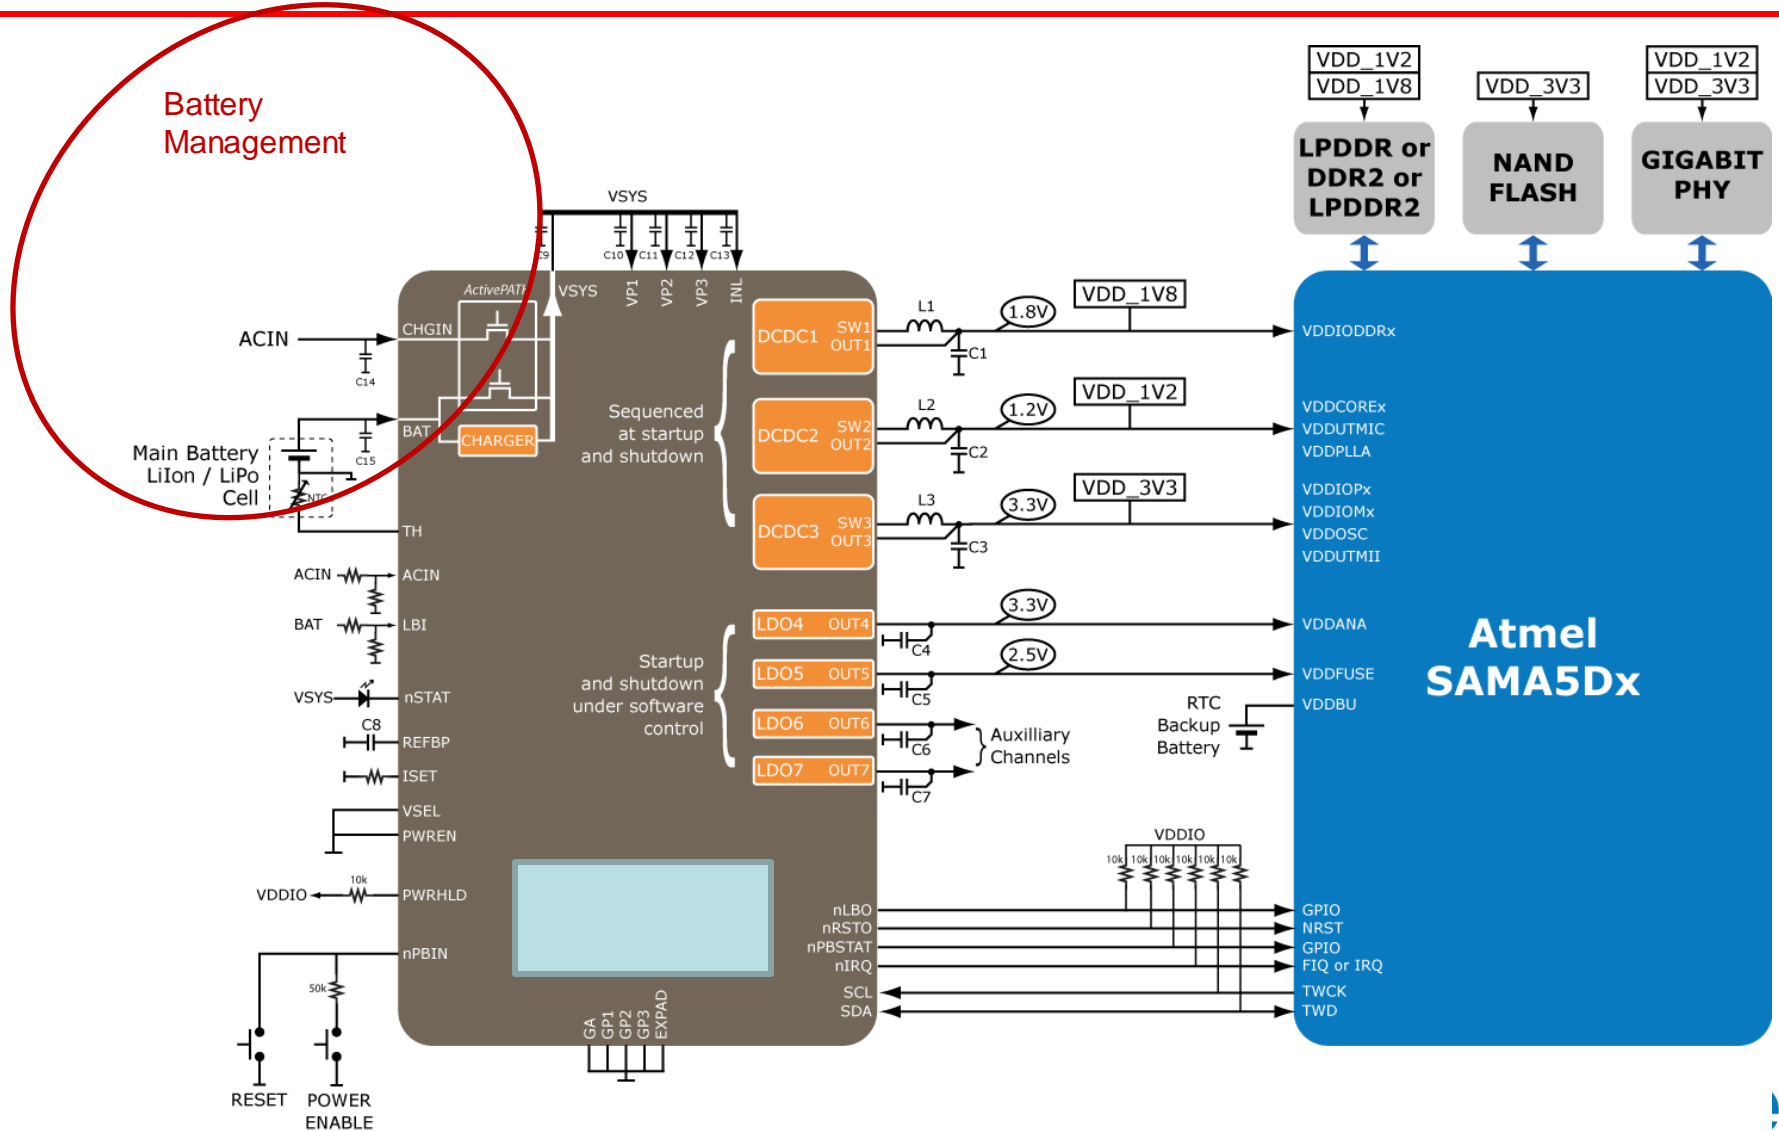 Battery
Management
VDD_1V2
VDD_1V8
VDD_3V3
VDD_1V2
VDD_3V3
LPDDR or
DDR2 or
LPDDR2
NAND
FLASH
GIGABIT
PHY
VSYS
C9
C10
C11
C12
C13
ActivePATH
VSYS
VP1
VP2
VP3
INL
ACIN
C14
CHGIN
BAT
C15
CHARGER
Main Battery
LiIon / LiPo
Cell
NTC
TH
ACIN
ACIN
BAT
LBI
VSYS
nSTAT
C8
REFBP
ISET
VSEL
PWREN
VDDIO
10k
PWRHLD
nPBIN
50k
RESET
POWER
ENABLE
Sequenced
at startup
and shutdown
Startup
and shutdown
under software
control
DCDC1
SW1
OUT1
DCDC2
SW2
OUT2
DCDC3
SW3
OUT3
LDO4
OUT4
LDO5
OUT5
LDO6
OUT6
LDO7
OUT7
L1
C1
1.8V
VDD_1V8
L2
C2
1.2V
VDD_1V2
L3
C3
3.3V
VDD_3V3
C4
3.3V
C5
2.5V
C6
C7
Auxilliary
Channels
RTC
Backup
Battery
VDDIO
10k 10k 10k 10k 10k 10k
nLBO
nRSTO
nPBSTAT
nIRQ
SCL
SDA
GA
GP1
GP2
GP3
EXPAD
VDDIODDRx
VDDCOREx
VDDUTMIC
VDDPLLA
VDDIOPx
VDDIOMx
VDDOSC
VDDUTMII
VDDANA
VDDFUSE
VDDBU
Atmel
SAMA5Dx
GPIO
NRST
GPIO
FIQ or IRQ
TWCK
TWD